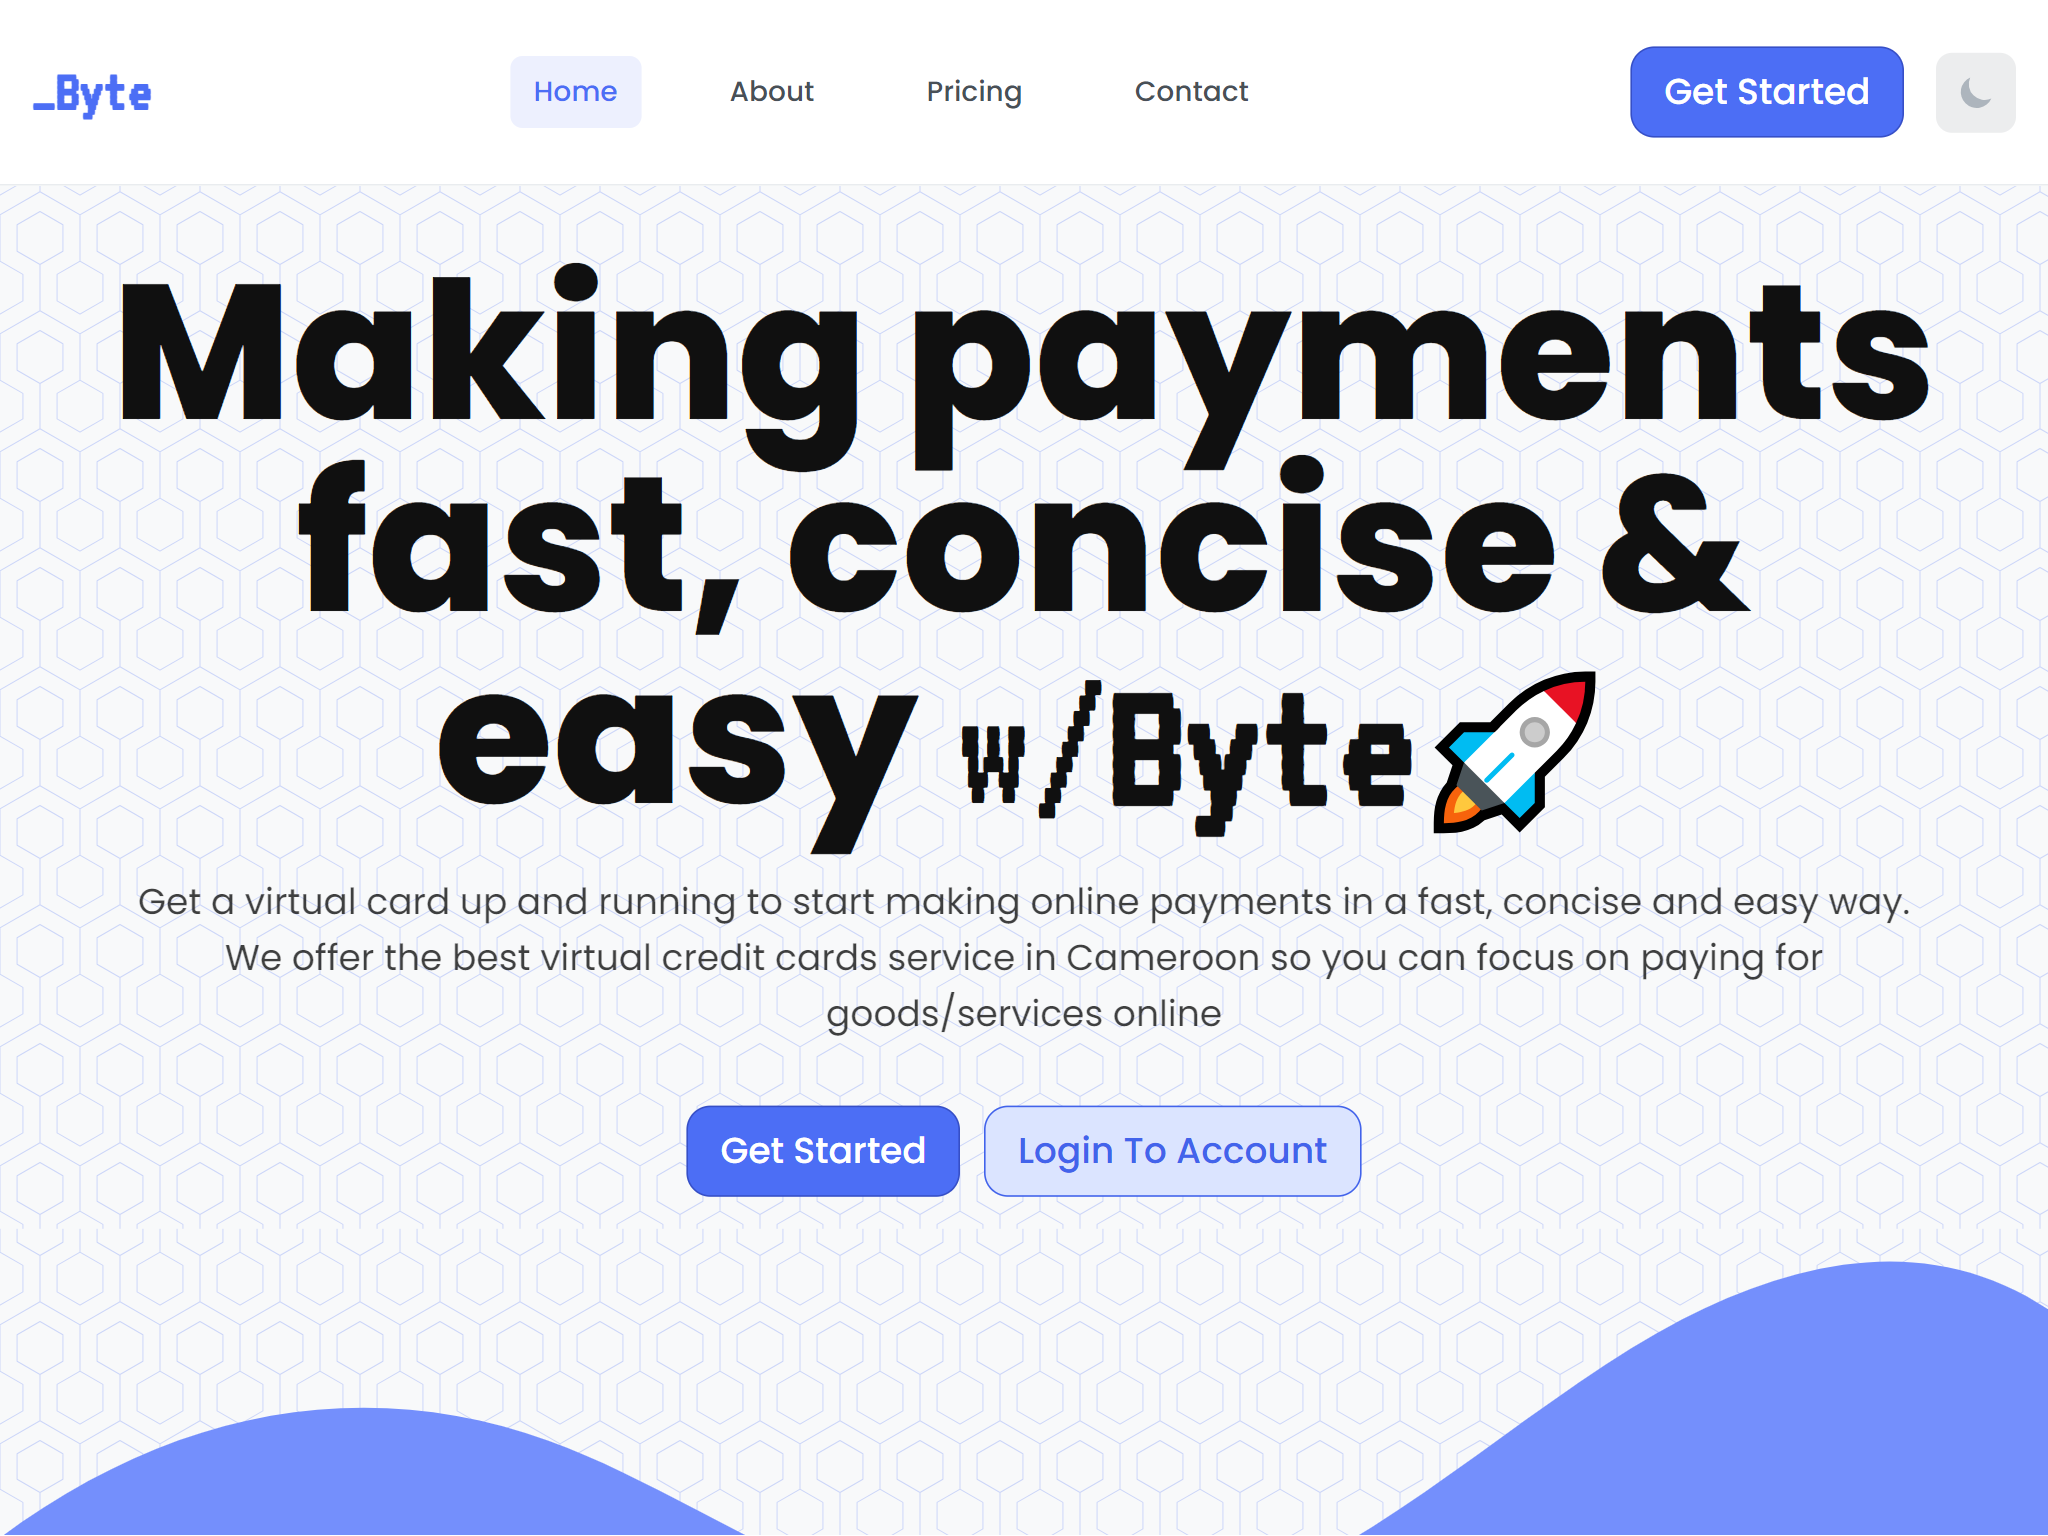 _Byte
Home
About
Pricing
Contact
Get Started
Making payments
fast, concise &
easy w/Byte🚀
Get a virtual card up and running to start making online payments in a fast, concise and easy way.
We offer the best virtual credit cards service in Cameroon so you can focus on paying for
goods/services online
Get Started
Login To Account